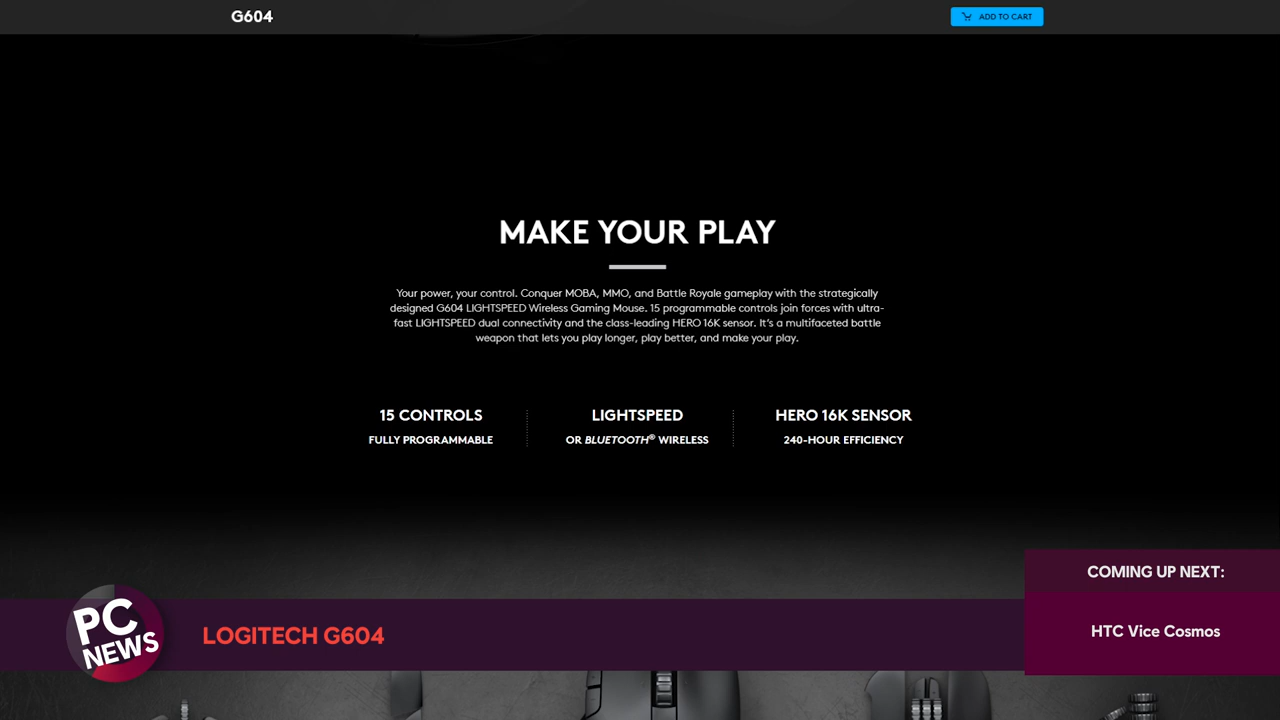 G604
ADD TO CART
MAKE YOUR PLAY
Your power, your control. Conquer MOBA, MMO, and Battle Royale gameplay with the strategically
designed G604 LIGHTSPEED Wireless Gaming Mouse. 15 programmable controls join forces with ultra-
fast LIGHTSPEED dual connectivity and the class-leading HERO 16K sensor. It's a multifaceted battle
weapon that lets you play longer, play better, and make your play.
15 CONTROLS
FULLY PROGRAMMABLE
LIGHTSPEED
OR BLUETOOTH® WIRELESS
HERO 16K SENSOR
240-HOUR EFFICIENCY
COMING UP NEXT:
HTC Vice Cosmos
PC
NEWS
LOGITECH G604